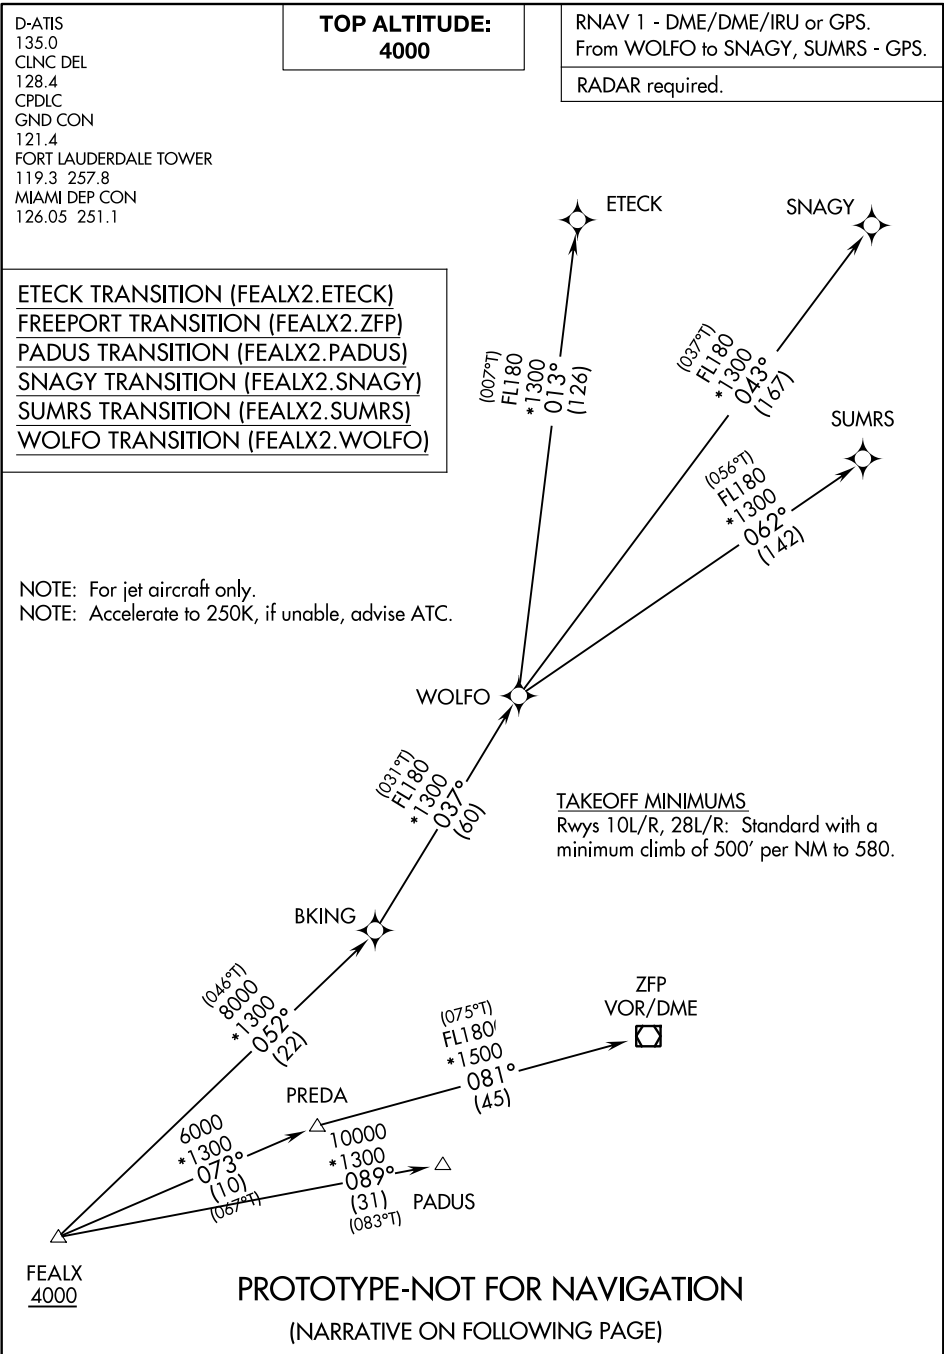 D-ATIS
135.0
CLNC DEL
128.4
CPDLC
GND CON
121.4
FORT LAUDERDALE TOWER
119.3 257.8
MIAMI DEP CON
126.05 251.1
TOP ALTITUDE:
4000
RNAV 1 - DME/DME/IRU or GPS.
From WOLFO to SNAGY, SUMRS - GPS.
RADAR required.
ETECK TRANSITION (FEALX2.ETECK)
FREEPORT TRANSITION (FEALX2.ZFP)
PADUS TRANSITION (FEALX2.PADUS)
SNAGY TRANSITION (FEALX2.SNAGY)
SUMRS TRANSITION (FEALX2.SUMRS)
WOLFO TRANSITION (FEALX2.WOLFO)
ETECK
SNAGY
(007°T)
FL180
*1300
013°
(126)
(037°T)
FL180
*1300
043°
(167)
SUMRS
(056°T)
FL180
*1300
062°
(142)
NOTE: For jet aircraft only.
NOTE: Accelerate to 250K, if unable, advise ATC.
WOLFO
(031°T)
FL180
*1300
037°
(60)
TAKEOFF MINIMUMS
Rwys 10L/R, 28L/R: Standard with a
minimum climb of 500' per NM to 580.
BKING
(046°T)
8000
*1300
052°
(22)
ZFP
VOR/DME
(075°T)
FL180
*1500
081°
(45)
PREDA
6000
*1300
073°
(10)
(067°T)
10000
*1300
089°
(31)
(083°T)
PADUS
FEALX
4000
PROTOTYPE-NOT FOR NAVIGATION
(NARRATIVE ON FOLLOWING PAGE)